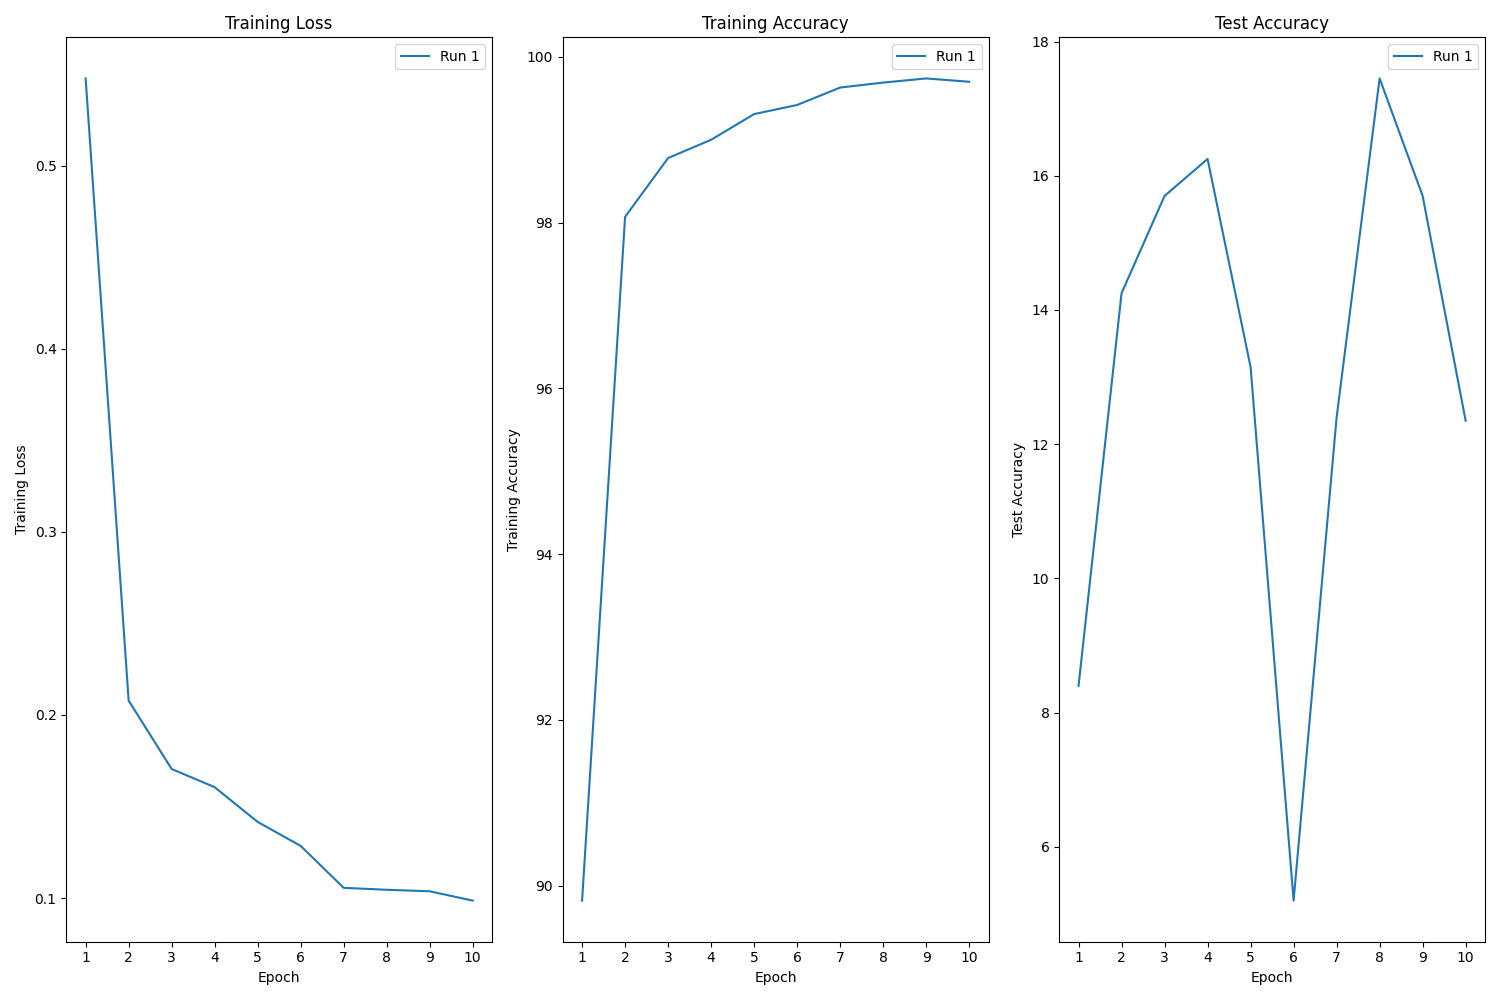 Training Loss
Run 1
0.5
0.4
0.3
0.2
0.1
Training Loss
1 2 3 4 5 6 7 8 9 10
Epoch
Training Accuracy
Run 1
100
98
96
94
92
90
Training Accuracy
1 2 3 4 5 6 7 8 9 10
Epoch
Test Accuracy
Run 1
18
16
14
12
10
8
6
Test Accuracy
1 2 3 4 5 6 7 8 9 10
Epoch